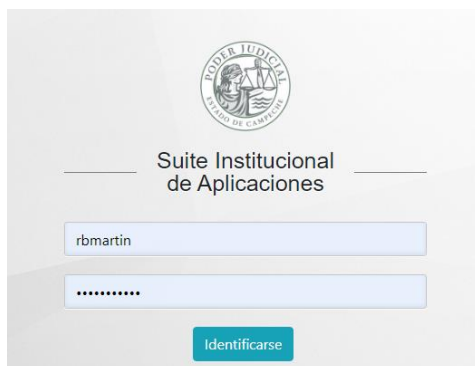 PODER JUDICIAL
ESTADO DE CAMPECHE
Suite Institucional
de Aplicaciones
rbmartin
•••••••••••
Identificarse